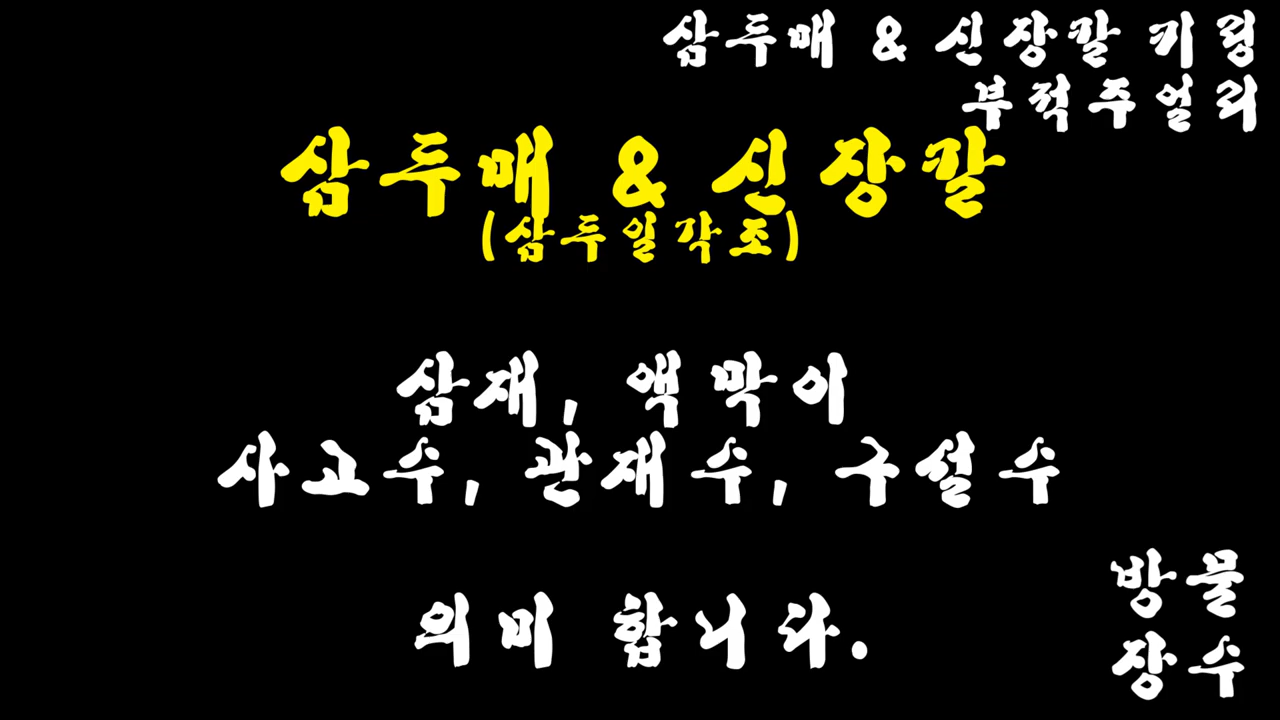 삼두매 & 신장칼 키링
부적주얼리
삼두매 & 신장칼
(삼두일각조)
삼재, 액막이
사고수, 관재수, 구설수
의미 합니다.
방물
장수